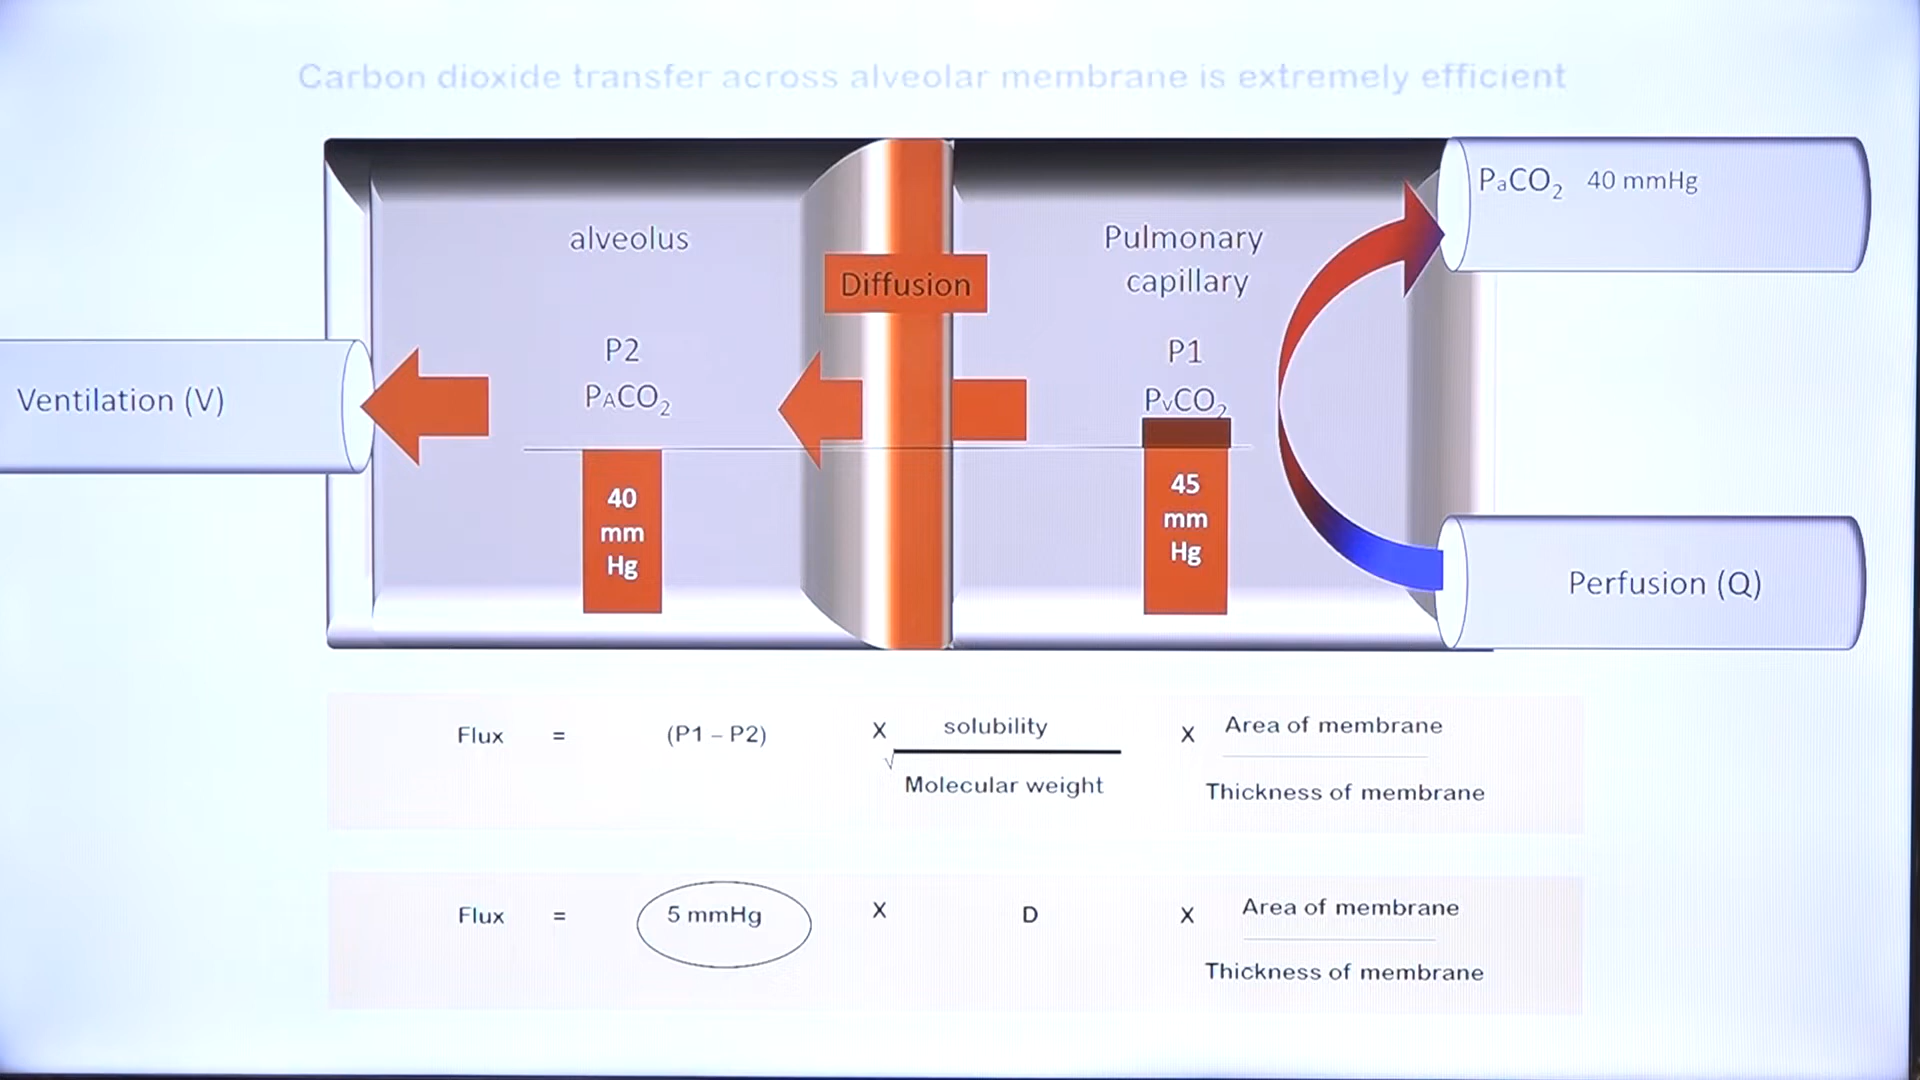 Carbon dioxide transfer across alveolar membrane is extremely efficient
PaCO2 40 mmHg
alveolus
Pulmonary
capillary
Diffusion
P2
PACO2
P1
PvCO2
Ventilation (V)
40
mm
Hg
45
mm
Hg
Perfusion (Q)
Flux = (P1 – P2) X solubility X Area of membrane
√ Molecular weight Thickness of membrane
Flux = 5 mmHg X D X Area of membrane
Thickness of membrane